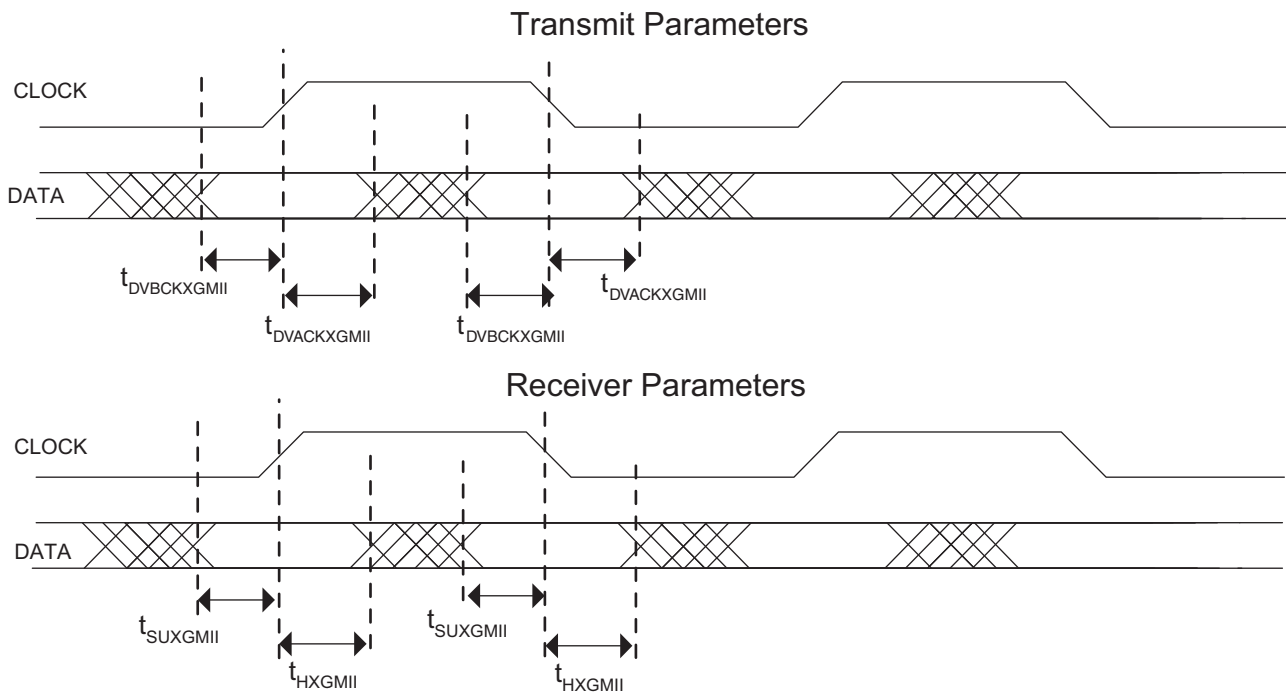 Transmit Parameters
CLOCK
DATA
tDVBCKXGMII
tDVACKXGMII
tDVBCKXGMII
tDVACKXGMII
Receiver Parameters
CLOCK
DATA
tSUXGMII
tHXGMII
tSUXGMII
tHXGMII